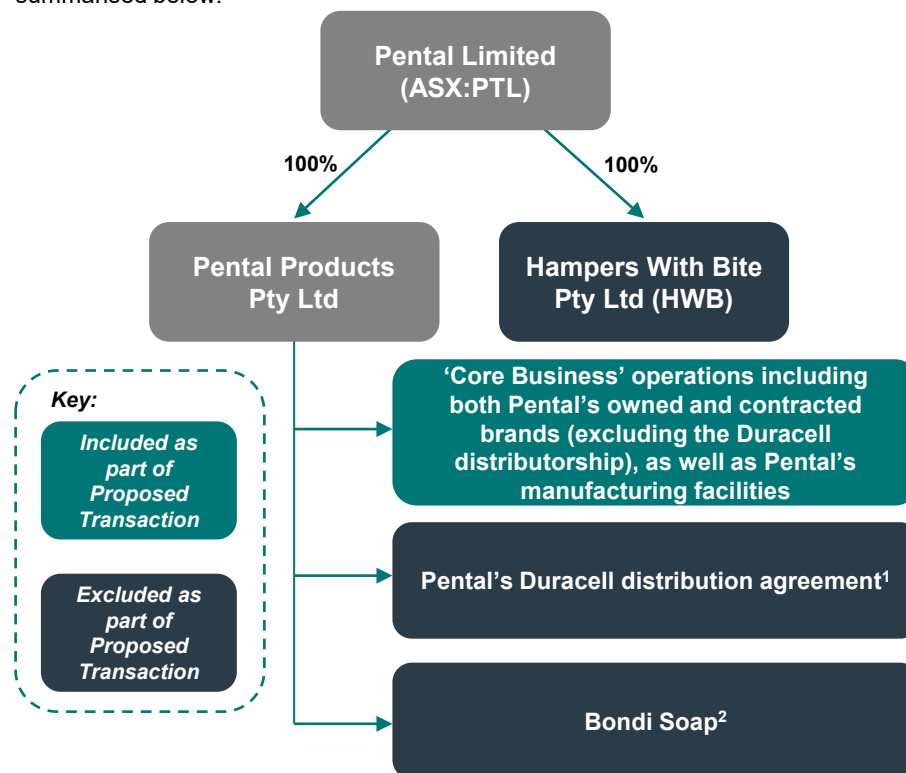 summarised below:
Pental Limited
(ASX:PTL)
100%
100%
Pental Products
Pty Ltd
Hampers With Bite
Pty Ltd (HWB)
Key:
Included as
part of
Proposed
Transaction
Excluded as
part of
Proposed
Transaction
‘Core Business’ operations including
both Pental’s owned and contracted
brands (excluding the Duracell
distributorship), as well as Pental’s
manufacturing facilities
Pental’s Duracell distribution agreement¹
Bondi Soap²